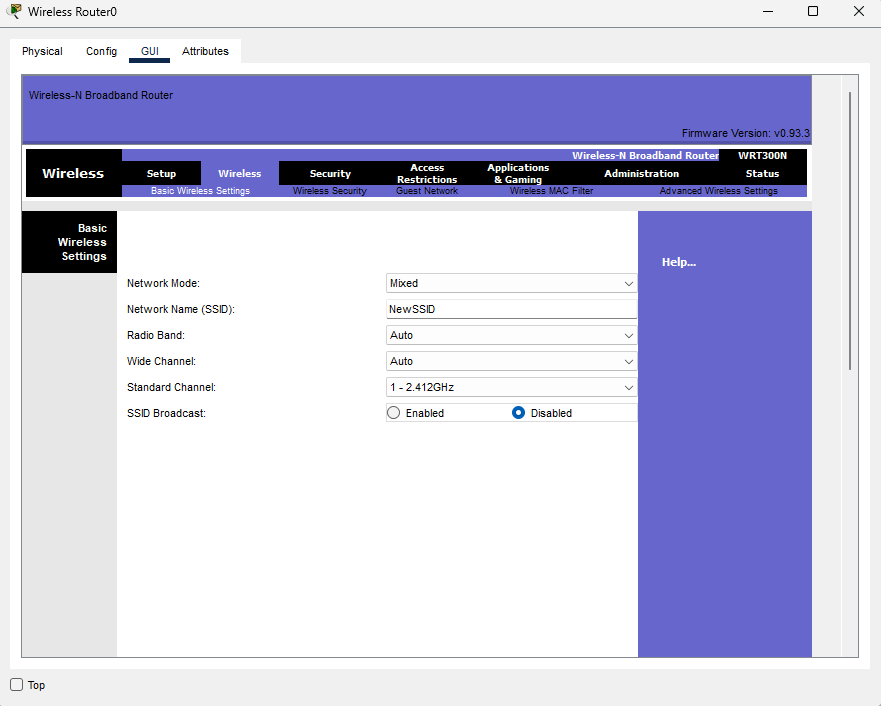 Wireless Router0
Physical Config GUI Attributes
Wireless-N Broadband Router
Firmware Version: v0.93.3
Wireless-N Broadband Router WRT300N
Wireless
Setup Wireless Security Access Restrictions Applications & Gaming Administration Status
Basic Wireless Settings Wireless Security Guest Network Wireless MAC Filter Advanced Wireless Settings
Basic
Wireless
Settings
Help...
Network Mode: Mixed
Network Name (SSID): NewSSID
Radio Band: Auto
Wide Channel: Auto
Standard Channel: 1 - 2.412GHz
SSID Broadcast: Enabled Disabled
Top